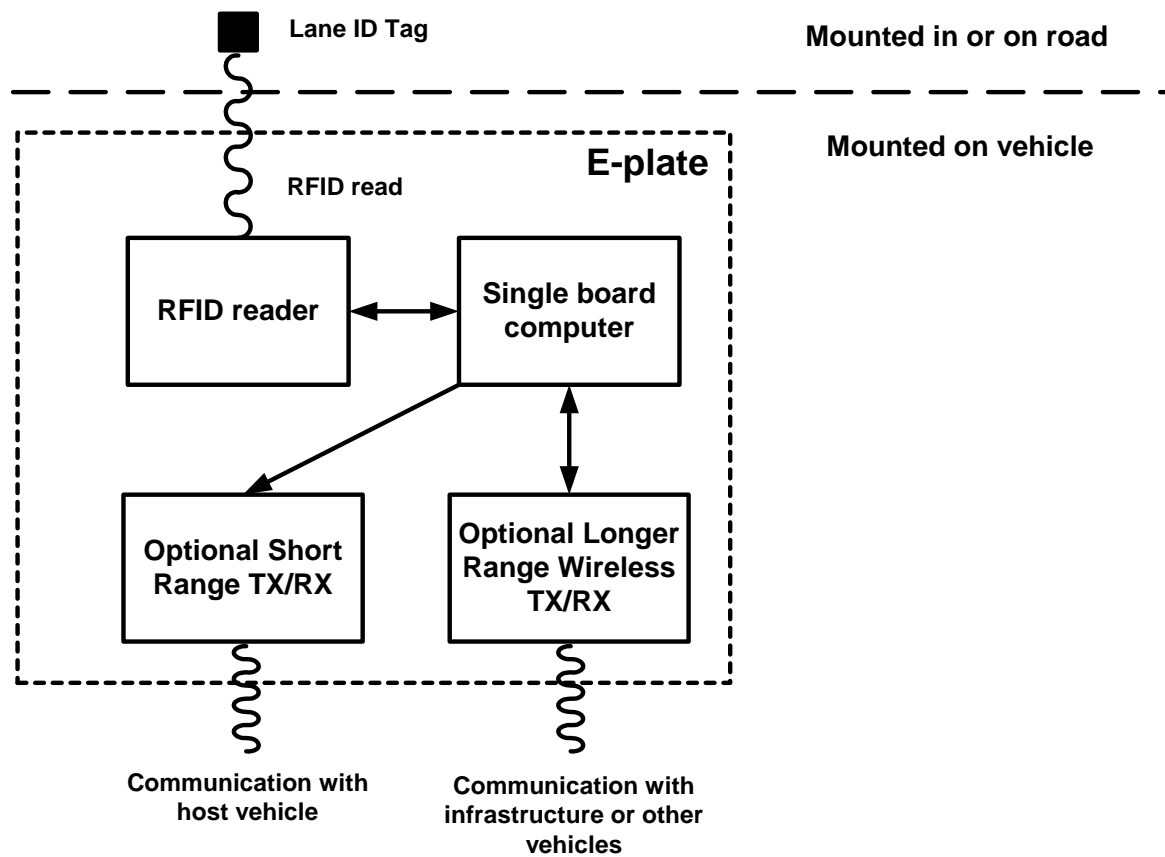 Lane ID Tag
Mounted in or on road
Mounted on vehicle
E-plate
RFID read
RFID reader
Single board
computer
Optional Short
Range TX/RX
Optional Longer
Range Wireless
TX/RX
Communication with
host vehicle
Communication with
infrastructure or other
vehicles